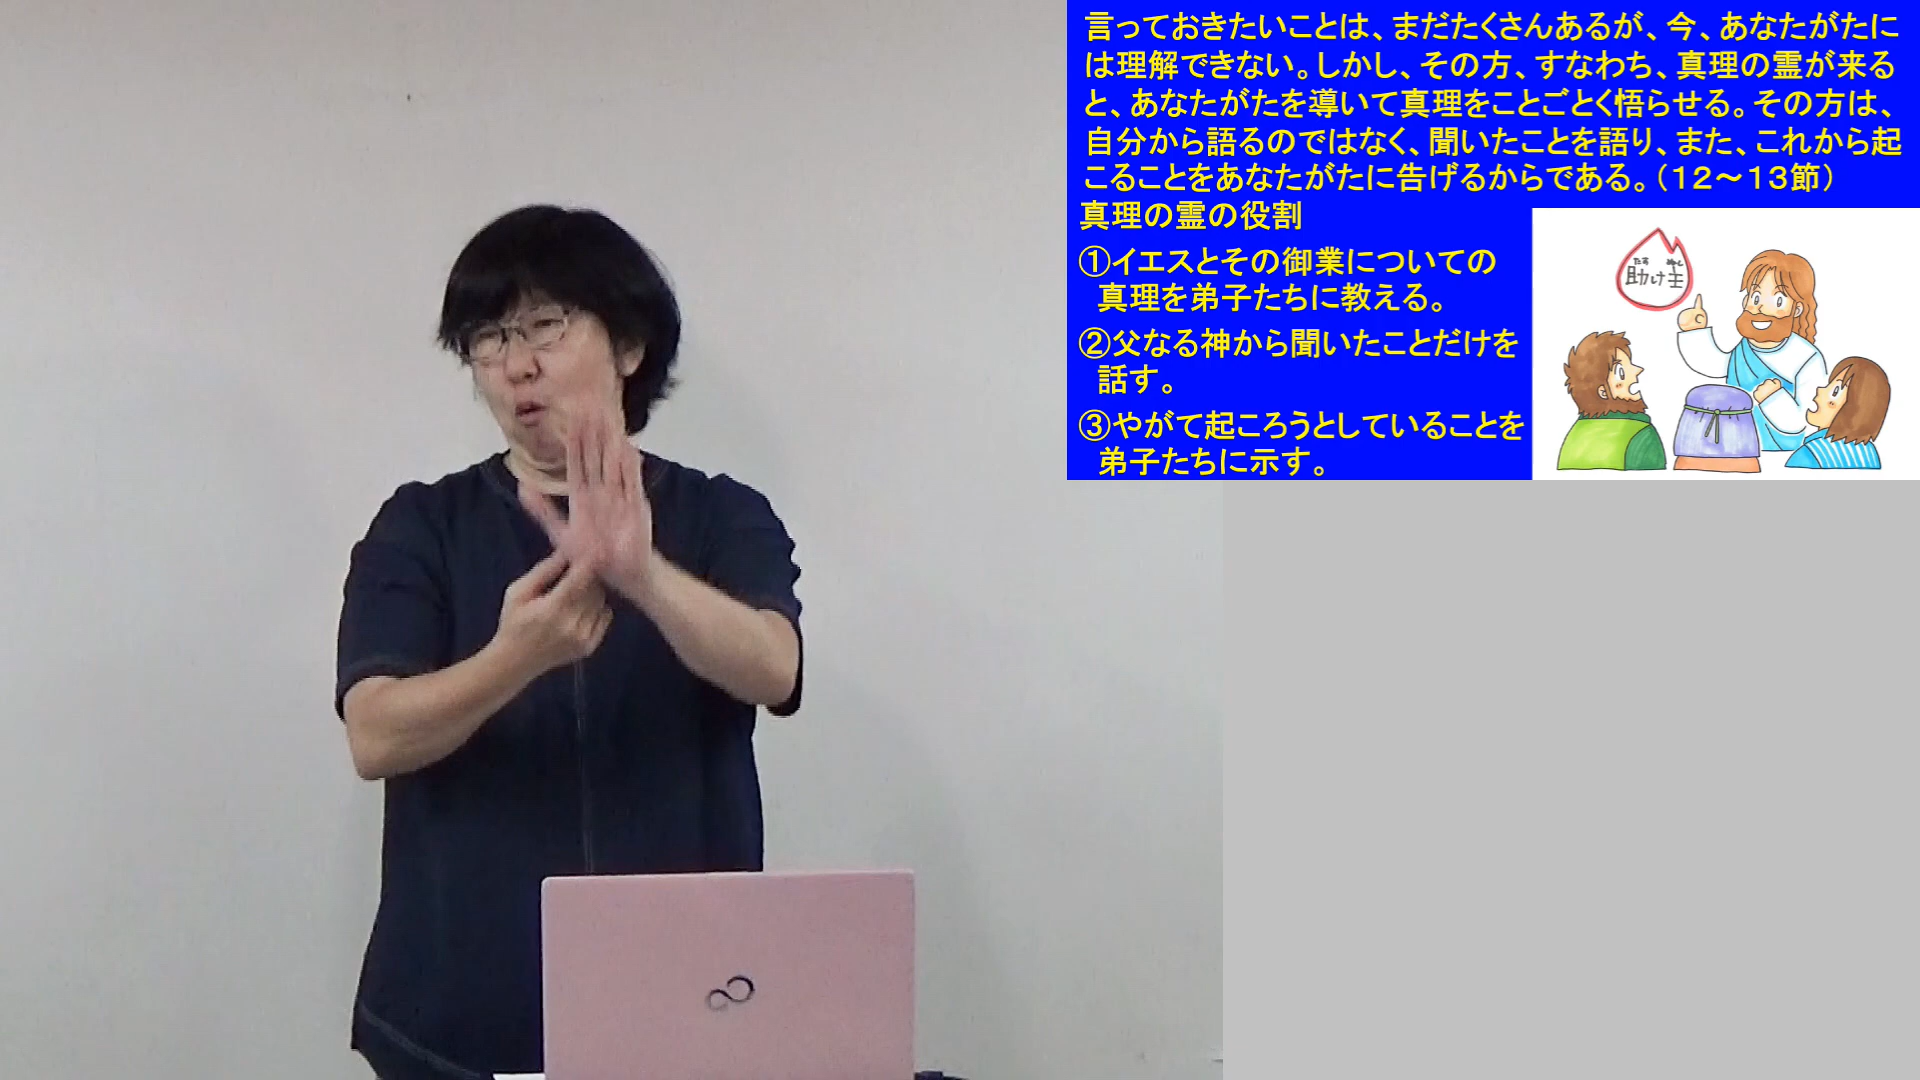 言っておきたいことは、まだたくさんあるが、今、あなたがたに
は理解できない。しかし、その方、すなわち、真理の霊が来る
と、あなたがたを導いて真理をことごとく悟らせる。その方は、
自分から語るのではなく、聞いたことを語り、また、これから起
こることをあなたがたに告げるからである。（１２～１３節）
真理の霊の役割
①イエスとその御業についての
真理を弟子たちに教える。
②父なる神から聞いたことだけを
話す。
③やがて起ころうとしていることを
弟子たちに示す。
たす
助け主